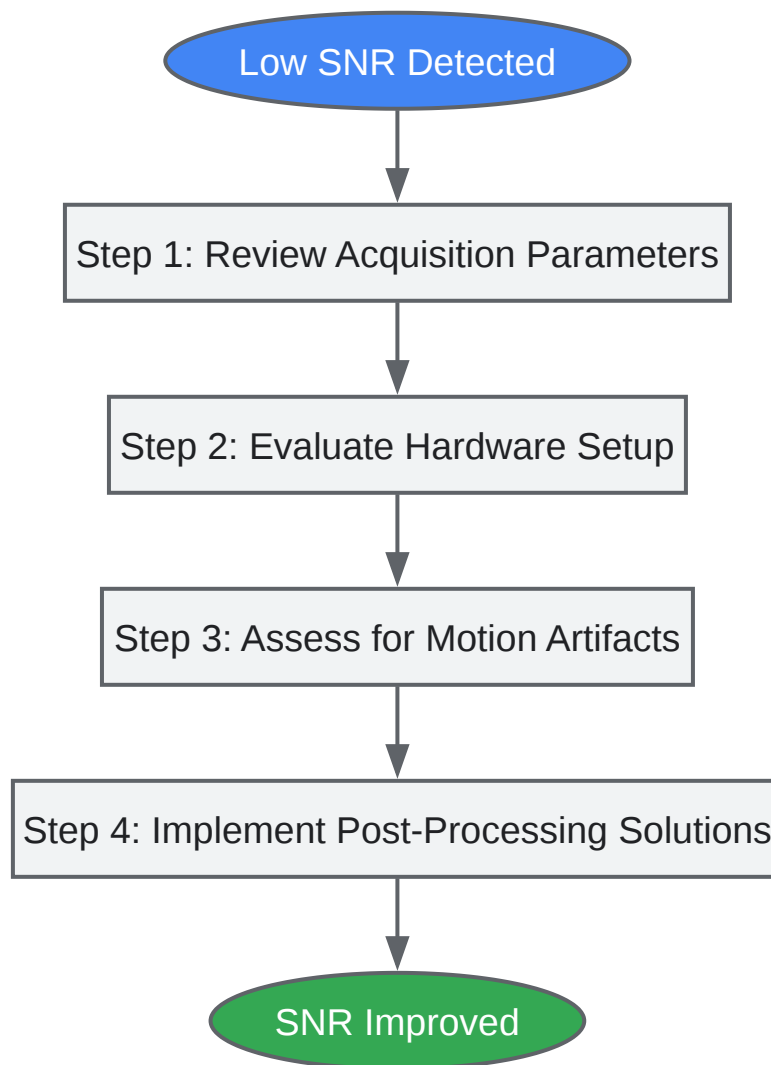 Low SNR Detected
Step 1: Review Acquisition Parameters
Step 2: Evaluate Hardware Setup
Step 3: Assess for Motion Artifacts
Step 4: Implement Post-Processing Solutions
SNR Improved